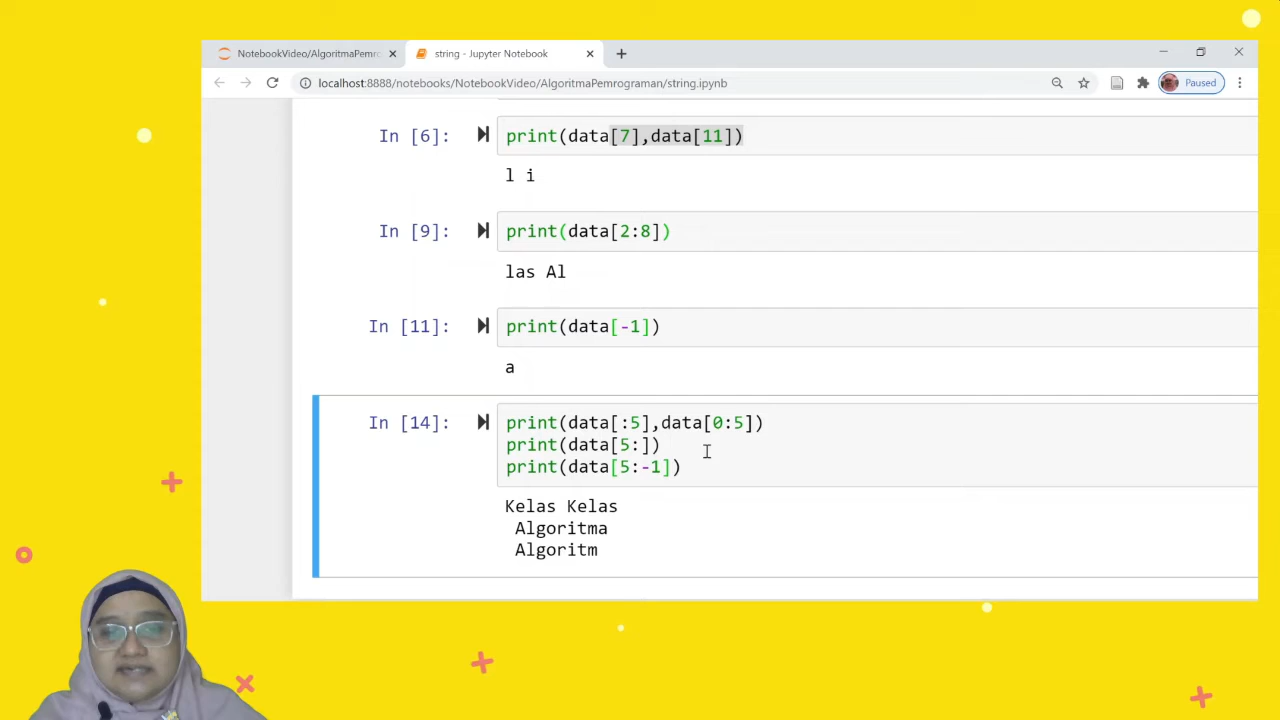 NotebookVideo/AlgoritmaPemro
string - Jupyter Notebook
localhost:8888/notebooks/NotebookVideo/AlgoritmaPemrograman/string.ipynb
Paused
In [6]: print(data[7],data[11])
l i
In [9]: print(data[2:8])
las Al
In [11]: print(data[-1])
a
In [14]: print(data[:5],data[0:5])
print(data[5:])
print(data[5:-1])
Kelas Kelas
Algoritma
Algoritm